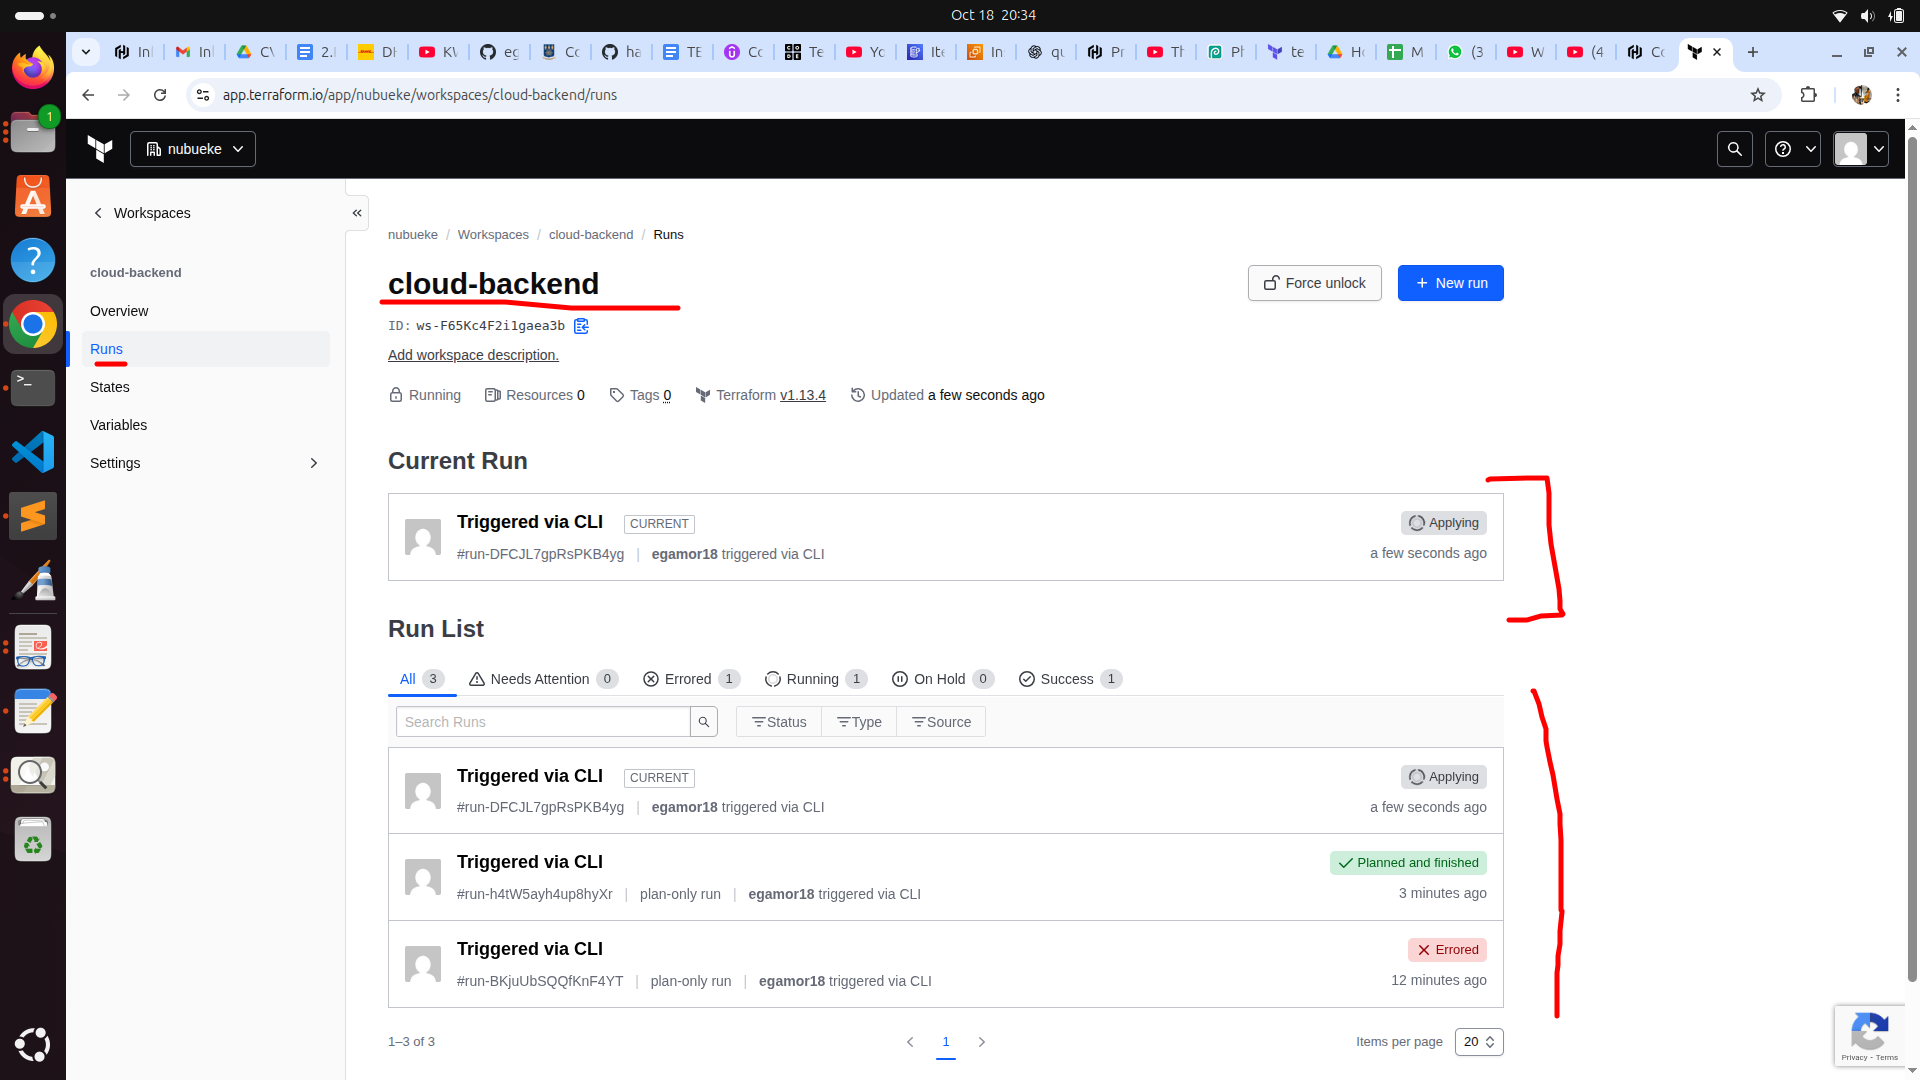 Oct 18 20:34
InI
InI
CV
2.I
DH
KV
eg
Cc
ha
TE
Cc
Te
Yc
Ite
In
qu
Pr
Th
Pl
te
Hc
M
(3
W
(4
Cc
app.terraform.io/app/nubueke/workspaces/cloud-backend/runs
1
nubueke
Workspaces
cloud-backend
Overview
Runs
States
Variables
Settings
nubueke / Workspaces / cloud-backend / Runs
cloud-backend
Force unlock
+ New run
ID: ws-F65Kc4F2i1gaea3b
Add workspace description.
Running Resources 0 Tags 0 Terraform v1.13.4 Updated a few seconds ago
Current Run
Triggered via CLI CURRENT Applying
#run-DFCJL7gpRsPKB4yg | egamor18 triggered via CLI a few seconds ago
Run List
All 3 Needs Attention 0 Errored 1 Running 1 On Hold 0 Success 1
Search Runs Status Type Source
Triggered via CLI CURRENT Applying
#run-DFCJL7gpRsPKB4yg | egamor18 triggered via CLI a few seconds ago
Triggered via CLI Planned and finished
#run-h4tW5ayh4up8hyXr | plan-only run | egamor18 triggered via CLI 3 minutes ago
Triggered via CLI Errored
#run-BKjuUbSQQfKnF4YT | plan-only run | egamor18 triggered via CLI 12 minutes ago
1–3 of 3 1 Items per page 20
Privacy - Terms